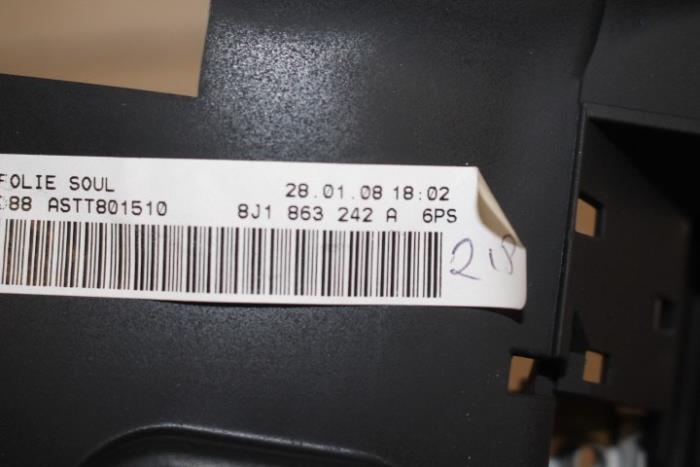 FOLIE SOUL 28.01.08 18:02
88 ASTT801510 8J1 863 242 A 6PS
218